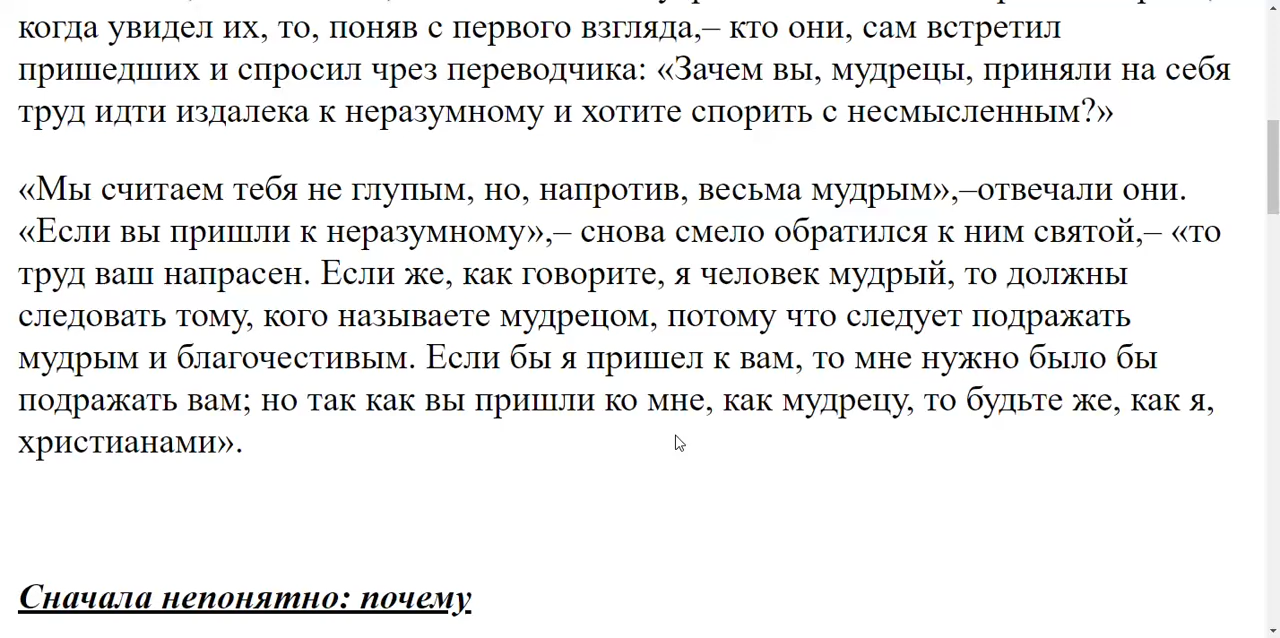 когда увидел их, то, поняв с первого взгляда,– кто они, сам встретил
пришедших и спросил чрез переводчика: «Зачем вы, мудрецы, приняли на себя
труд идти издалека к неразумному и хотите спорить с несмысленным?»
«Мы считаем тебя не глупым, но, напротив, весьма мудрым»,–отвечали они.
«Если вы пришли к неразумному»,– снова смело обратился к ним святой,– «то
труд ваш напрасен. Если же, как говорите, я человек мудрый, то должны
следовать тому, кого называете мудрецом, потому что следует подражать
мудрым и благочестивым. Если бы я пришел к вам, то мне нужно было бы
подражать вам; но так как вы пришли ко мне, как мудрецу, то будьте же, как я,
христианами».
Сначала непонятно: почему